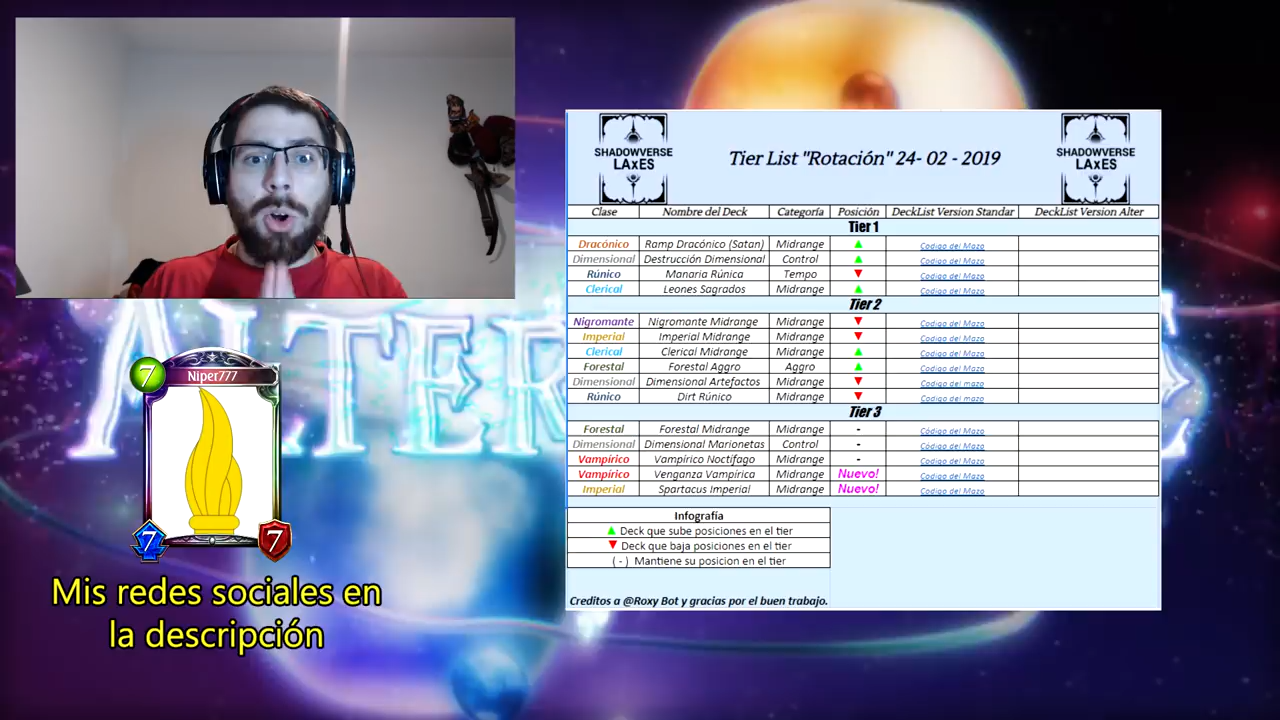 SHADOWVERSE
LAxES
Tier List "Rotación" 24- 02 - 2019
SHADOWVERSE
LAxES
Clase Nombre del Deck Categoría Posición DeckList Version Standar DeckList Version Alter
Tier 1
Dracónico Ramp Dracónico (Satan) Midrange ▲ Codigo del Mazo
Dimensional Destrucción Dimensional Control ▲ Codigo del Mazo
Rúnico Manaria Rúnica Tempo ▼ Codigo del Mazo
Clerical Leones Sagrados Midrange ▲ Codigo del Mazo
Tier 2
Nigromante Nigromante Midrange Midrange ▼ Codigo del Mazo
Imperial Imperial Midrange Midrange ▼ Codigo del Mazo
Clerical Clerical Midrange Midrange ▲ Codigo del Mazo
Forestal Forestal Aggro Aggro ▲ Codigo del Mazo
Dimensional Dimensional Artefactos Midrange ▼ Codigo del mazo
Rúnico Dirt Rúnico Midrange ▼ Codigo del mazo
Tier 3
Forestal Forestal Midrange Midrange - Código del Mazo
Dimensional Dimensional Marionetas Control - Código del Mazo
Vampírico Vampírico Noctífago Midrange - Codigo del Mazo
Vampírico Venganza Vampírica Midrange Nuevo! Codigo del Mazo
Imperial Spartacus Imperial Midrange Nuevo! Codigo del Mazo
Infografía
▲ Deck que sube posiciones en el tier
▼ Deck que baja posiciones en el tier
( - ) Mantiene su posicion en el tier
Creditos a @Roxy Bot y gracias por el buen trabajo.
ALTER
7
Niper777
7
7
Mis redes sociales en
la descripción